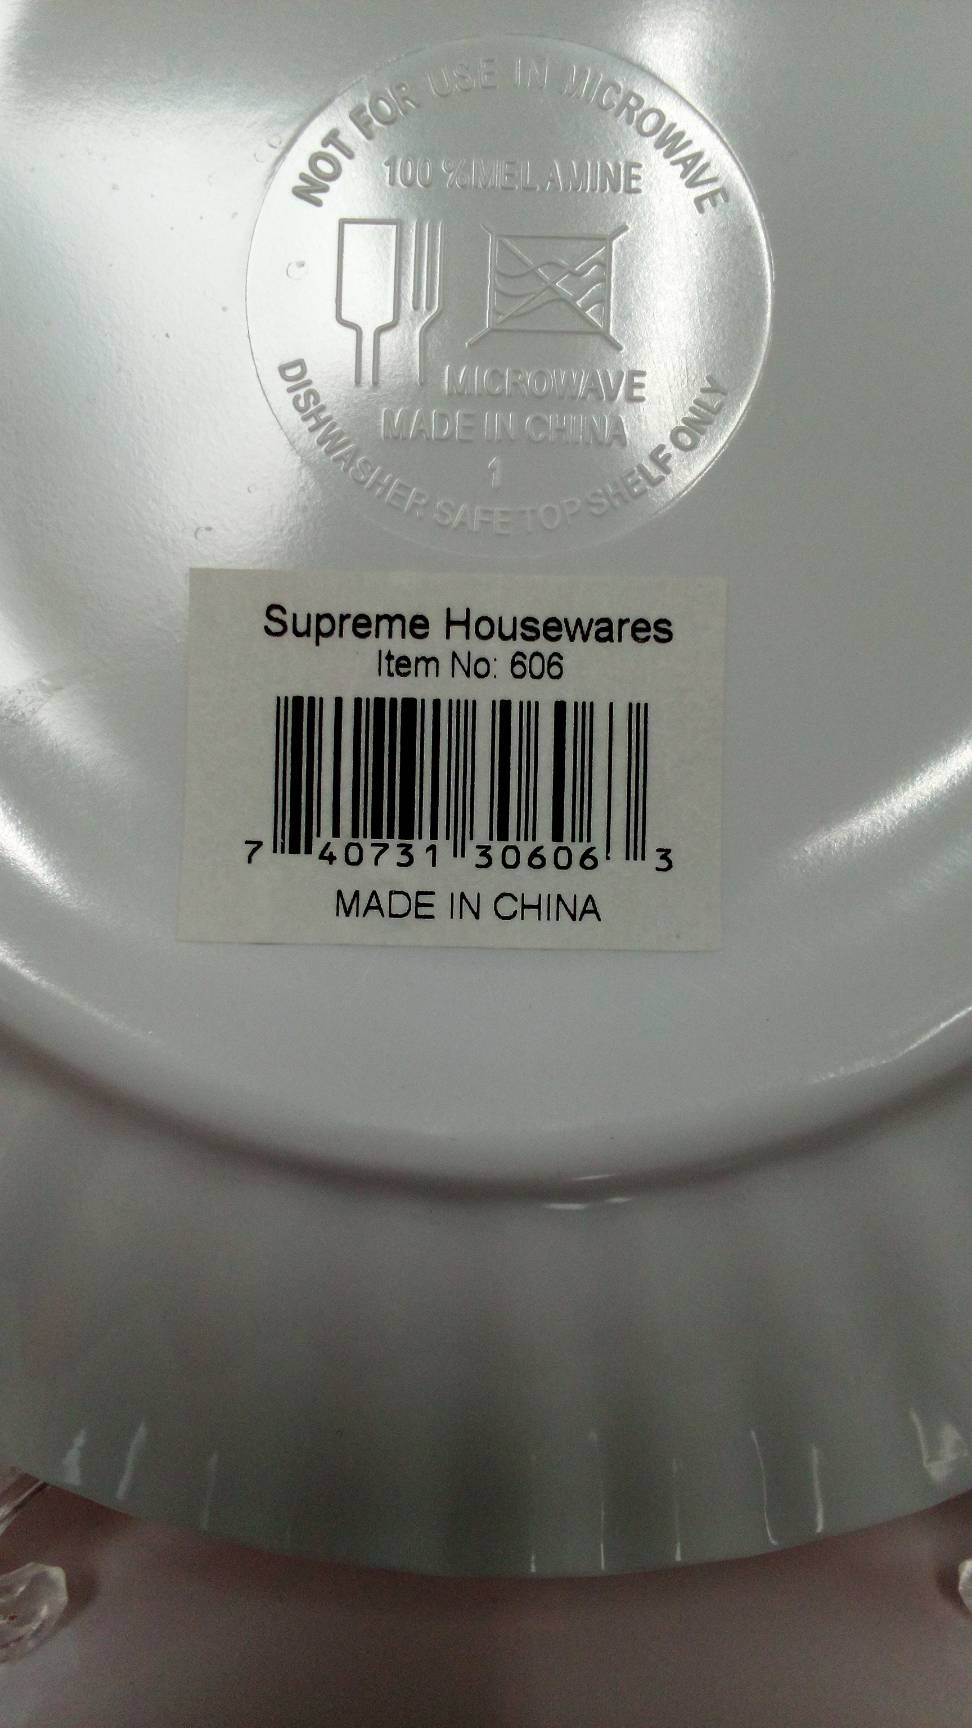 NOT FOR USE IN MICROWAVE
100 % MELAMINE
MICROWAVE
MADE IN CHINA
1
DISHWASHER SAFE TOP SHELF ONLY
Supreme Housewares
Item No: 606
7 40731 30606 3
MADE IN CHINA